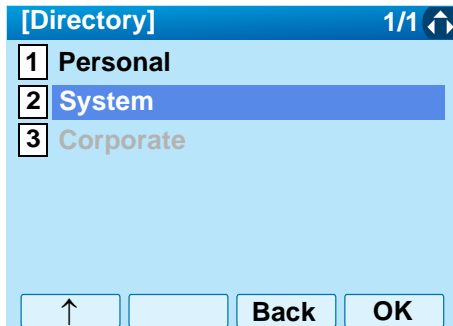 [Directory] 1/1
1 Personal
2 System
3 Corporate
↑ Back OK